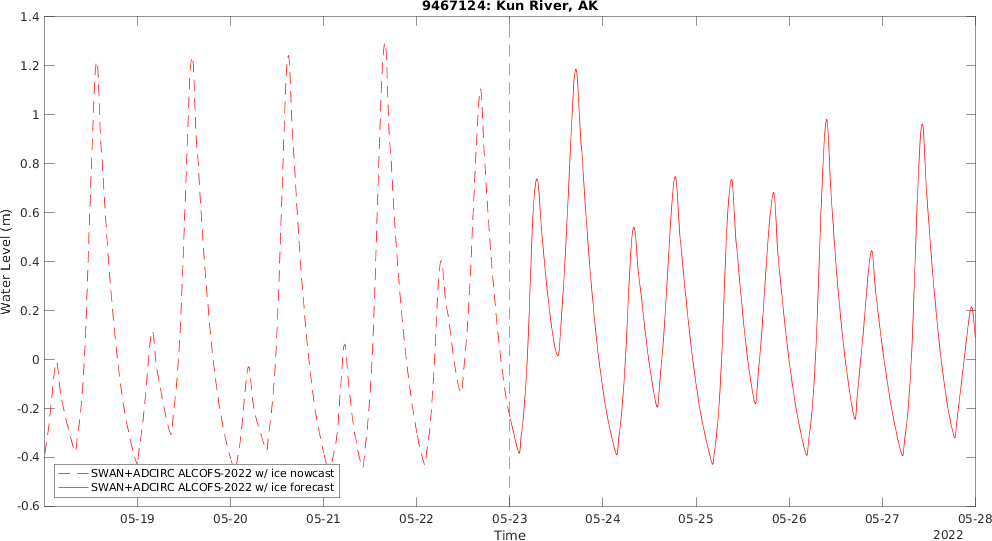 9467124: Kun River, AK
Water Level (m)
1.4
1.2
1
0.8
0.6
0.4
0.2
0
-0.2
-0.4
-0.6
SWAN+ADCIRC ALCOFS-2022 w/ ice nowcast
SWAN+ADCIRC ALCOFS-2022 w/ ice forecast
05-19 05-20 05-21 05-22 05-23 05-24 05-25 05-26 05-27 05-28
Time
2022